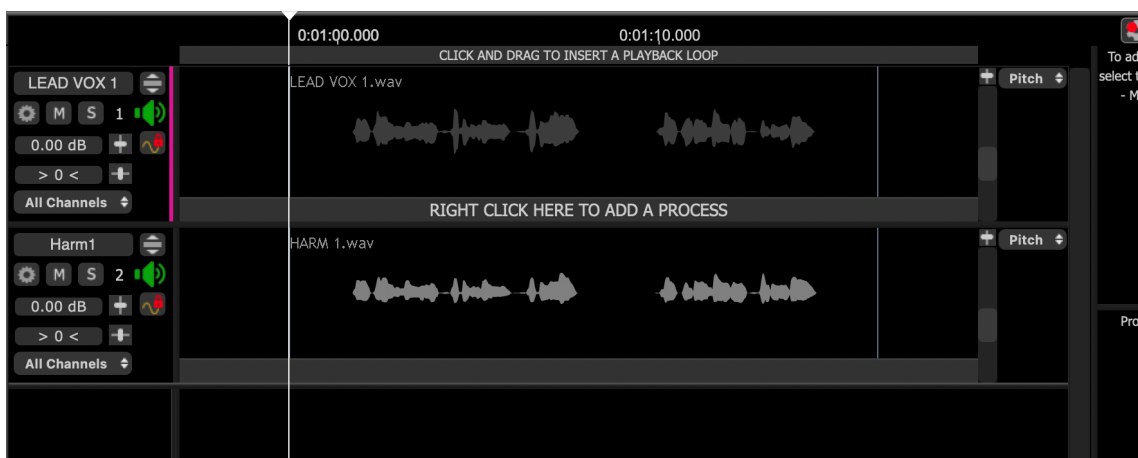 0:01:00.000 0:01:10.000
CLICK AND DRAG TO INSERT A PLAYBACK LOOP
To ad
select t
- M
LEAD VOX 1
M S 1
0.00 dB
> 0 <
All Channels
LEAD VOX 1.wav
Pitch
RIGHT CLICK HERE TO ADD A PROCESS
Harm1
M S 2
0.00 dB
> 0 <
All Channels
HARM 1.wav
Pitch
Pro